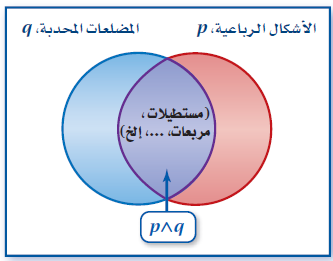 الأشكال الرباعية، p
المضلعات المحدبة، q
(مستطيلات،
مربعات، ...، إلخ)
p∧q